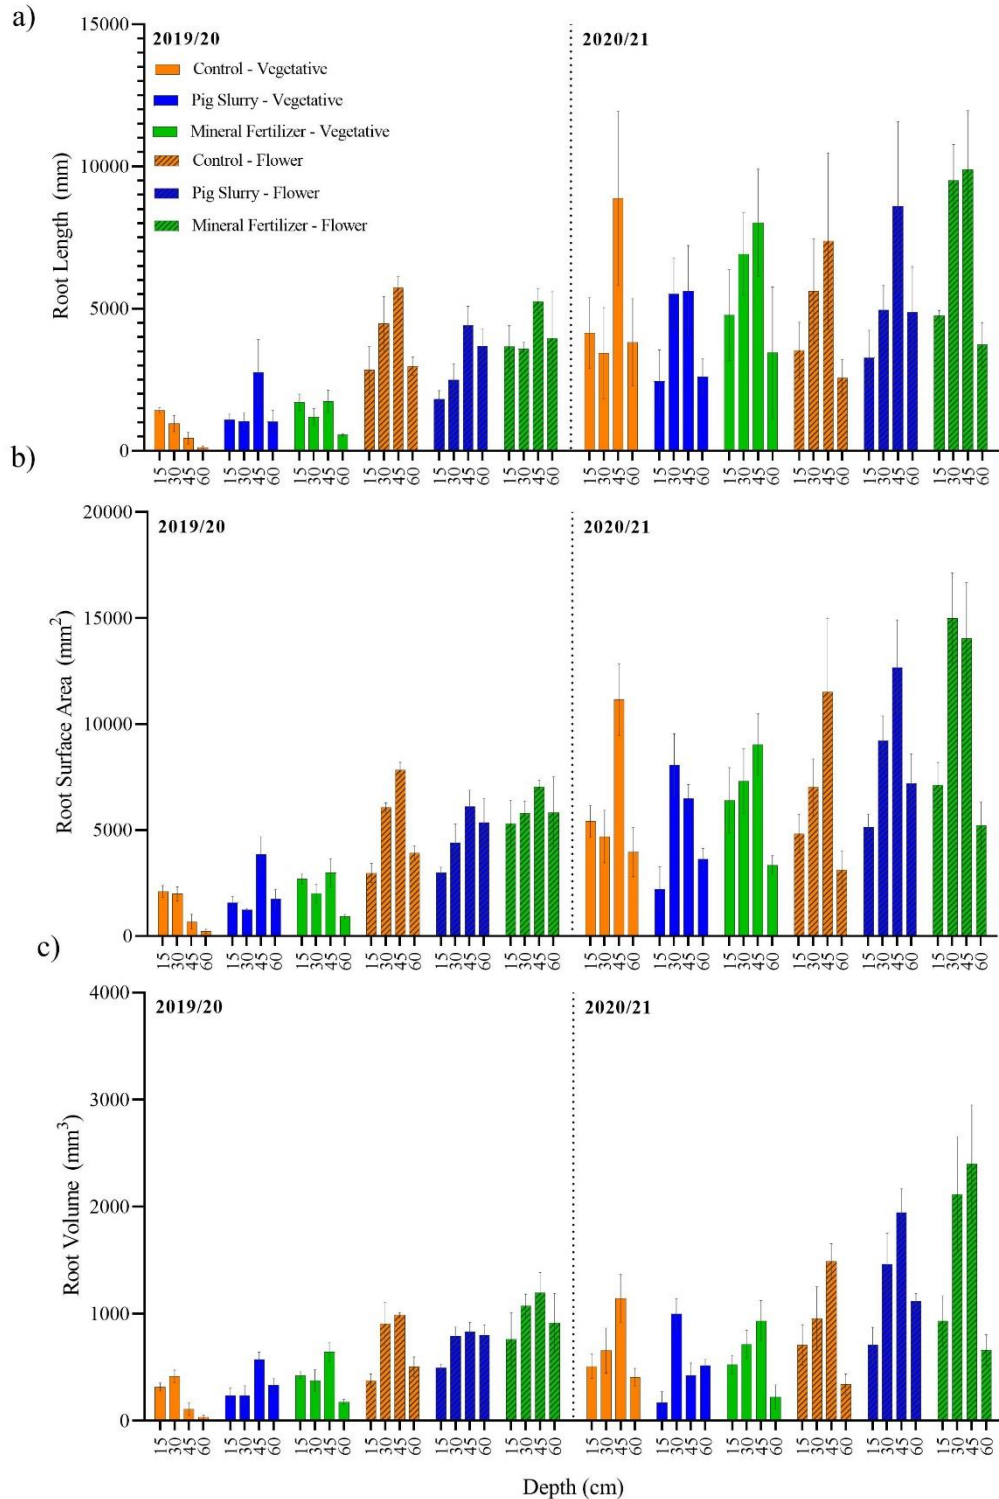 a)
15000
10000
5000
0
Root Length (mm)
2019/20
2020/21
Control - Vegetative
Pig Slurry - Vegetative
Mineral Fertilizer - Vegetative
Control - Flower
Pig Slurry - Flower
Mineral Fertilizer - Flower
15 30 45 60 15 30 45 60 15 30 45 60 15 30 45 60 15 30 45 60 15 30 45 60 15 30 45 60 15 30 45 60 15 30 45 60 15 30 45 60 15 30 45 60 15 30 45 60
b)
20000
15000
10000
5000
0
Root Surface Area (mm²)
2019/20
2020/21
15 30 45 60 15 30 45 60 15 30 45 60 15 30 45 60 15 30 45 60 15 30 45 60 15 30 45 60 15 30 45 60 15 30 45 60 15 30 45 60 15 30 45 60 15 30 45 60
c)
4000
3000
2000
1000
0
Root Volume (mm³)
2019/20
2020/21
15 30 45 60 15 30 45 60 15 30 45 60 15 30 45 60 15 30 45 60 15 30 45 60 15 30 45 60 15 30 45 60 15 30 45 60 15 30 45 60 15 30 45 60 15 30 45 60
Depth (cm)